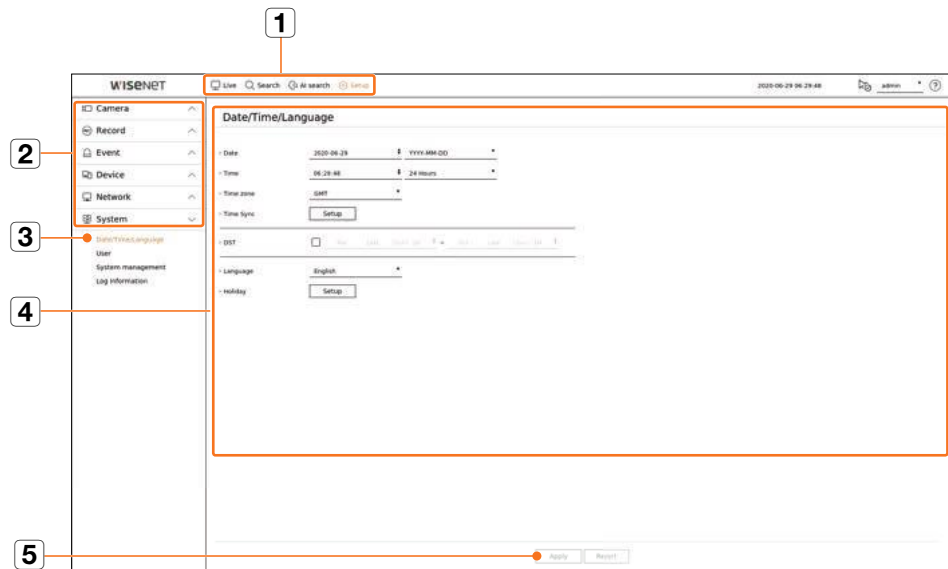 1
WISENET Live Search AI search Setup 2020-06-29 06:29:48 admin ?
2
Camera
Record
Event
Device
Network
System
3
Date/Time/Language
User
System management
Log Information
Date/Time/Language
Date 2020-06-29 YYYY-MM-DD
Time 06:29:48 24 Hours
Time zone GMT
Time Sync Setup
DST
Language English
Holiday Setup
4
5
Apply Revert